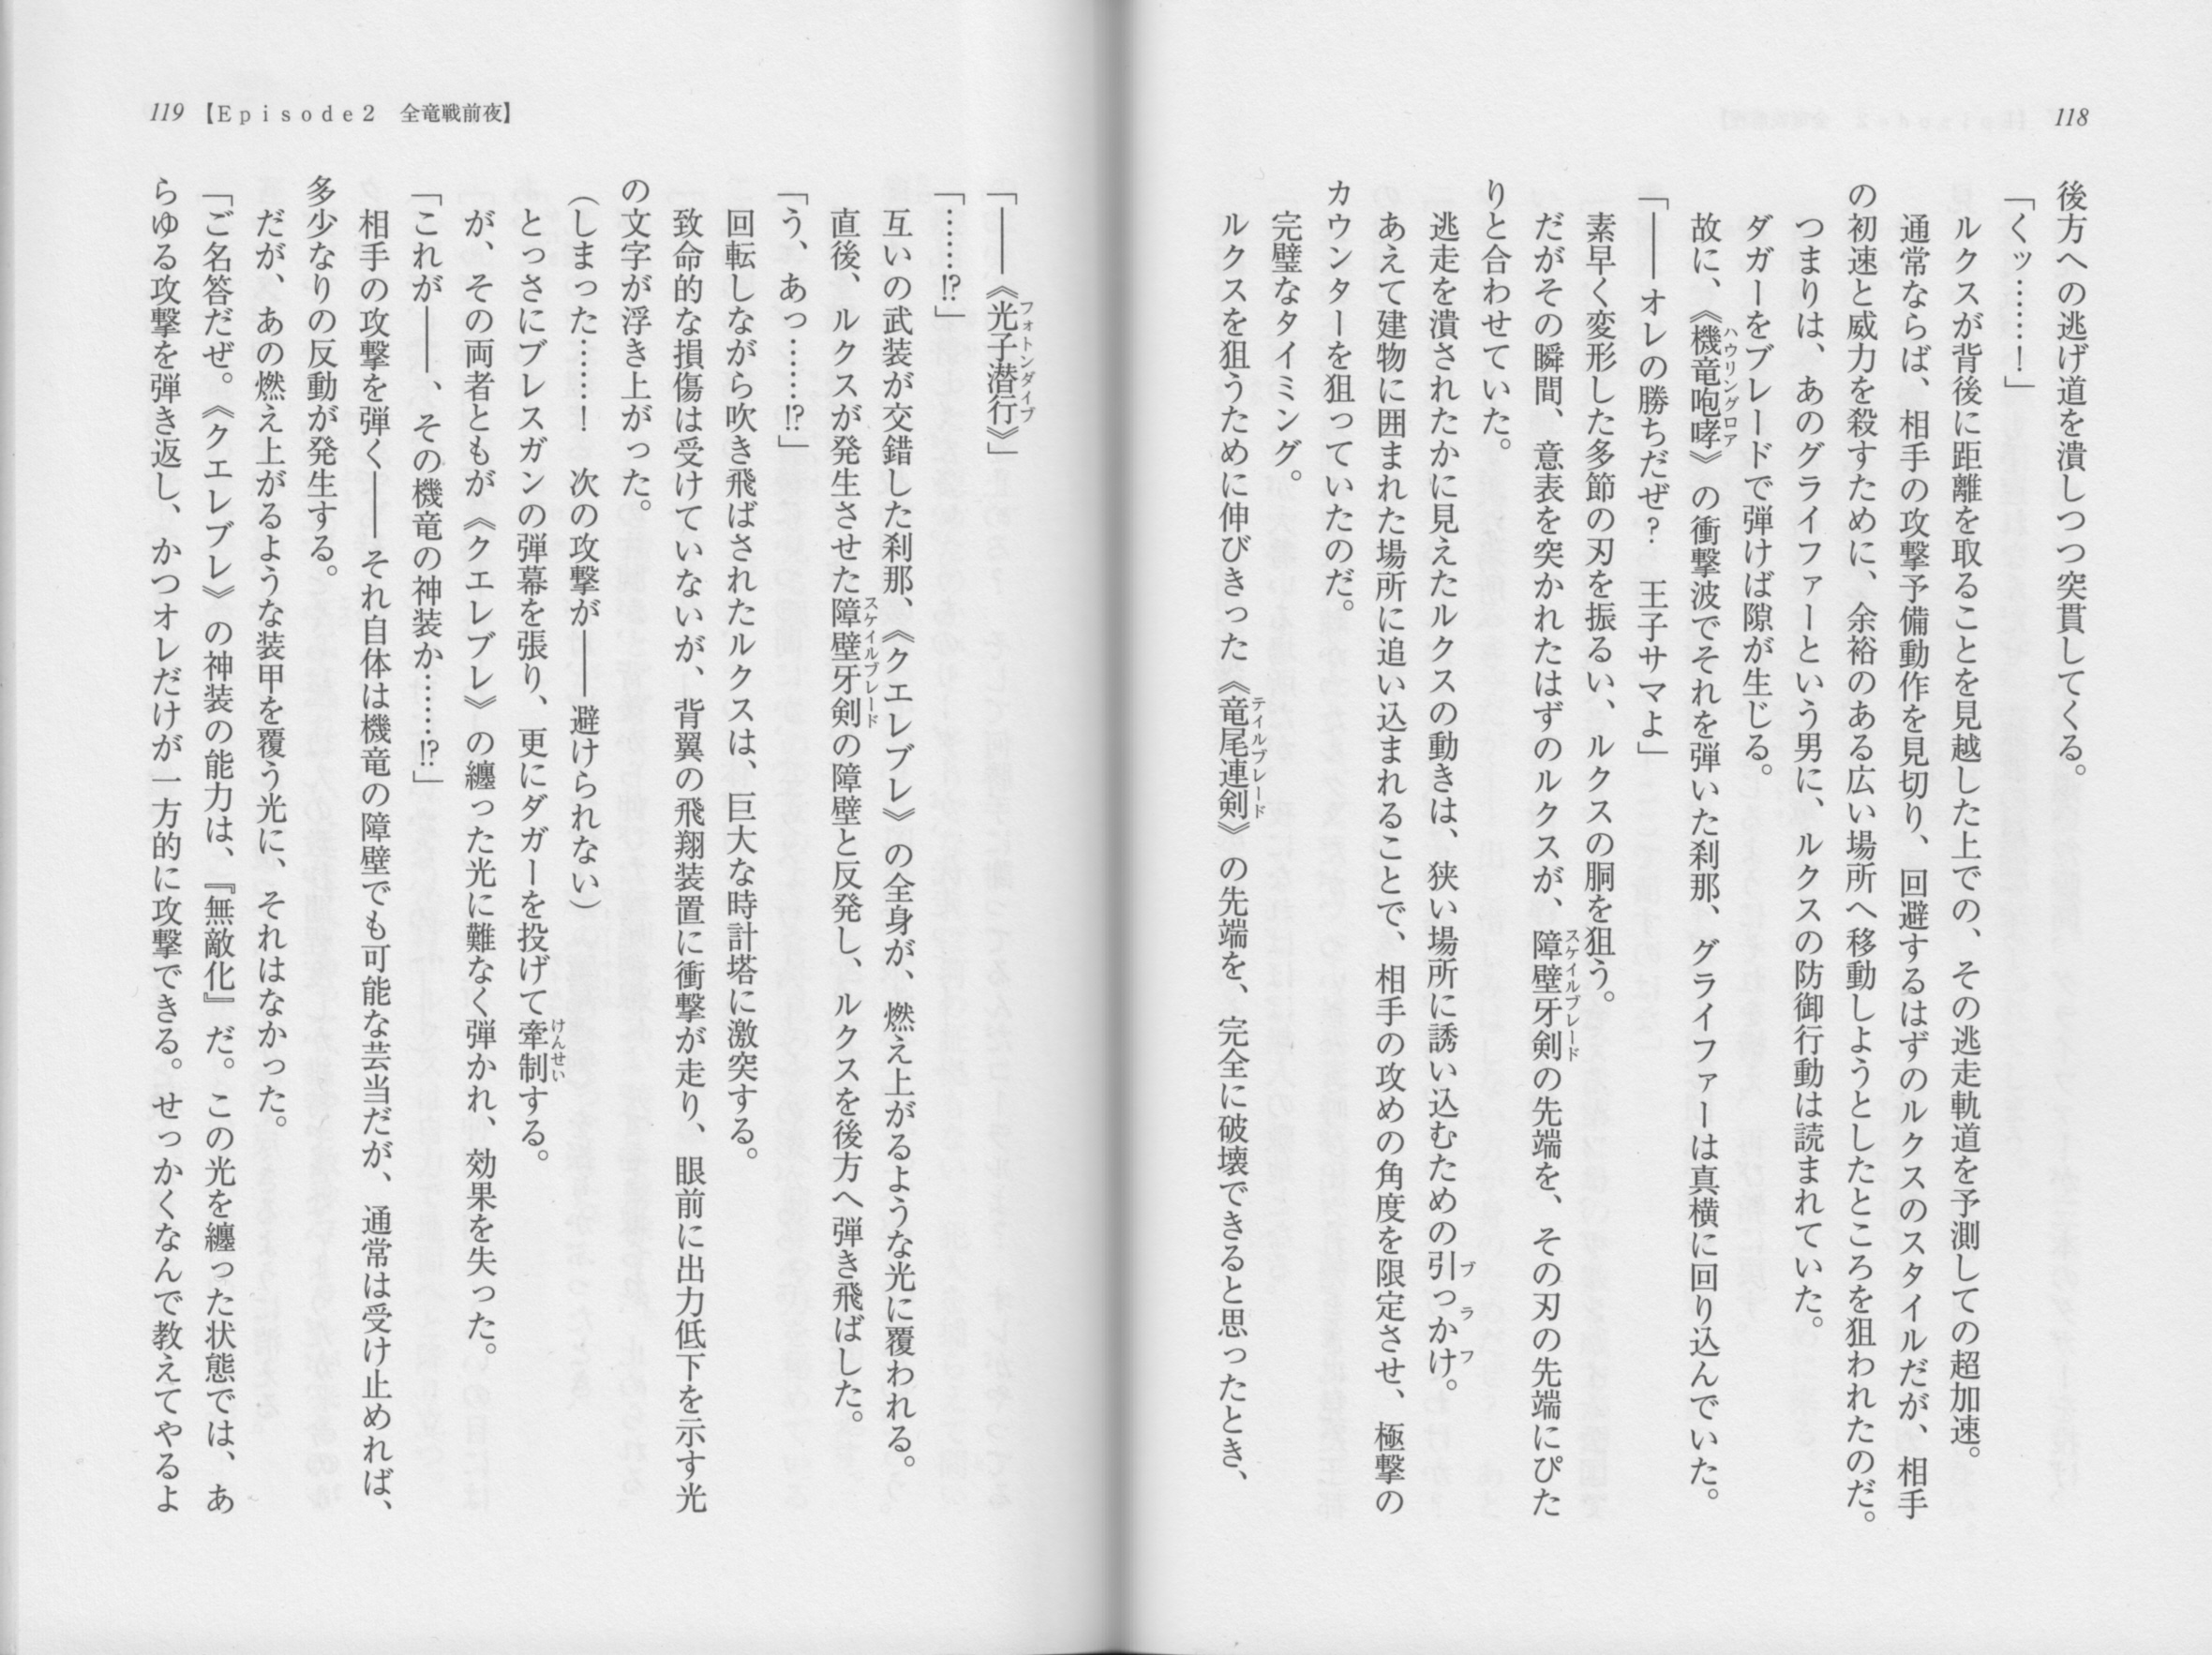 118
後方への逃げ道を潰しつつ突貫してくる。
「くッ……！」
ルクスが背後に距離を取ることを見越した上での、その逃走軌道を予測しての超加速。
通常ならば、相手の攻撃予備動作を見切り、回避するはずのルクスのスタイルだが、相手
の初速と威力を殺すために、余裕のある広い場所へ移動しようとしたところを狙われたのだ。
つまりは、あのグライファーという男に、ルクスの防御行動は読まれていた。
ダガーをブレードで弾けば隙が生じる。
故に、《機竜咆哮》の衝撃波でそれを弾いた刹那、グライファーは真横に回り込んでいた。
ハウリングロア
「――オレの勝ちだぜ？　王子サマよ」
素早く変形した多節の刃を振るい、ルクスの胴を狙う。
だがその瞬間、意表を突かれたはずのルクスが、障壁牙剣の先端を、その刃の先端にぴた
スケイルブレード
りと合わせていた。
逃走を潰されたかに見えたルクスの動きは、狭い場所に誘い込むための引っかけ。
ブラフ
あえて建物に囲まれた場所に追い込まれることで、相手の攻めの角度を限定させ、極撃の
カウンターを狙っていたのだ。
完璧なタイミング。
ルクスを狙うために伸びきった《竜尾連剣》の先端を、完全に破壊できると思ったとき、
テイルブレード
119【Episode2　全竜戦前夜】
「――《光子潜行》」
フォトンダイブ
「……⁉」
互いの武装が交錯した刹那、《クエレブレ》の全身が、燃え上がるような光に覆われる。
直後、ルクスが発生させた障壁牙剣の障壁と反発し、ルクスを後方へ弾き飛ばした。
スケイルブレード
「う、あっ……⁉」
回転しながら吹き飛ばされたルクスは、巨大な時計塔に激突する。
致命的な損傷は受けていないが、背翼の飛翔装置に衝撃が走り、眼前に出力低下を示す光
の文字が浮き上がった。
（しまった……！　次の攻撃が――避けられない）
とっさにブレスガンの弾幕を張り、更にダガーを投げて牽制する。
けんせい
が、その両者ともが《クエレブレ》の纏った光に難なく弾かれ、効果を失った。
「これが――、その機竜の神装か……⁉」
相手の攻撃を弾く――それ自体は機竜の障壁でも可能な芸当だが、通常は受け止めれば、
多少なりの反動が発生する。
だが、あの燃え上がるような装甲を覆う光に、それはなかった。
「ご名答だぜ。《クエレブレ》の神装の能力は、『無敵化』だ。この光を纏った状態では、あ
らゆる攻撃を弾き返し、かつオレだけが一方的に攻撃できる。せっかくなんで教えてやるよ